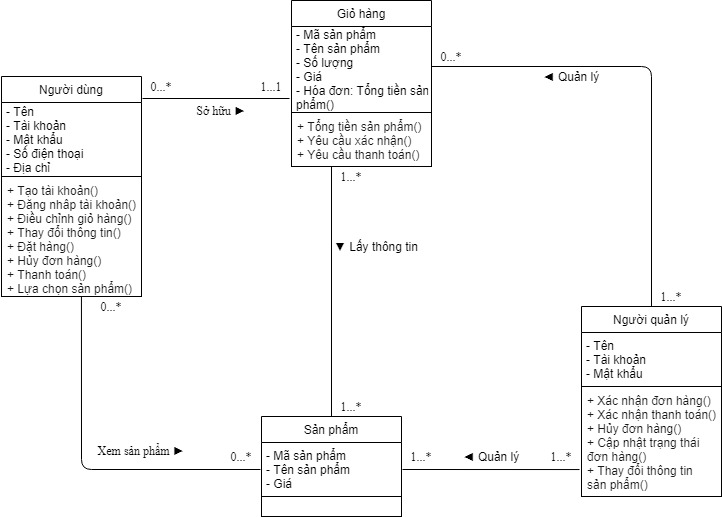 Giỏ hàng
- Mã sản phẩm
- Tên sản phẩm
- Số lượng
- Giá
- Hóa đơn: Tổng tiền sản
phẩm()
+ Tổng tiền sản phẩm()
+ Yêu cầu xác nhận()
+ Yêu cầu thanh toán()
0...*
◄ Quản lý
Người dùng
- Tên
- Tài khoản
- Mật khẩu
- Số điện thoại
- Địa chỉ
+ Tạo tài khoản()
+ Đăng nhâp tài khoản()
+ Điều chỉnh giỏ hàng()
+ Thay đổi thông tin()
+ Đặt hàng()
+ Hủy đơn hàng()
+ Thanh toán()
+ Lựa chọn sản phẩm()
0...*
1...1
Sở hữu ►
1...*
▼ Lấy thông tin
1...*
0...*
1...*
Người quản lý
- Tên
- Tài khoản
- Mật khẩu
+ Xác nhận đơn hàng()
+ Xác nhận thanh toán()
+ Hủy đơn hàng()
+ Cập nhật trạng thái
đơn hàng()
+ Thay đổi thông tin
sản phẩm()
Sản phẩm
- Mã sản phẩm
- Tên sản phẩm
- Giá
Xem sản phẩm ►
0...*
1...*
◄ Quản lý
1...*